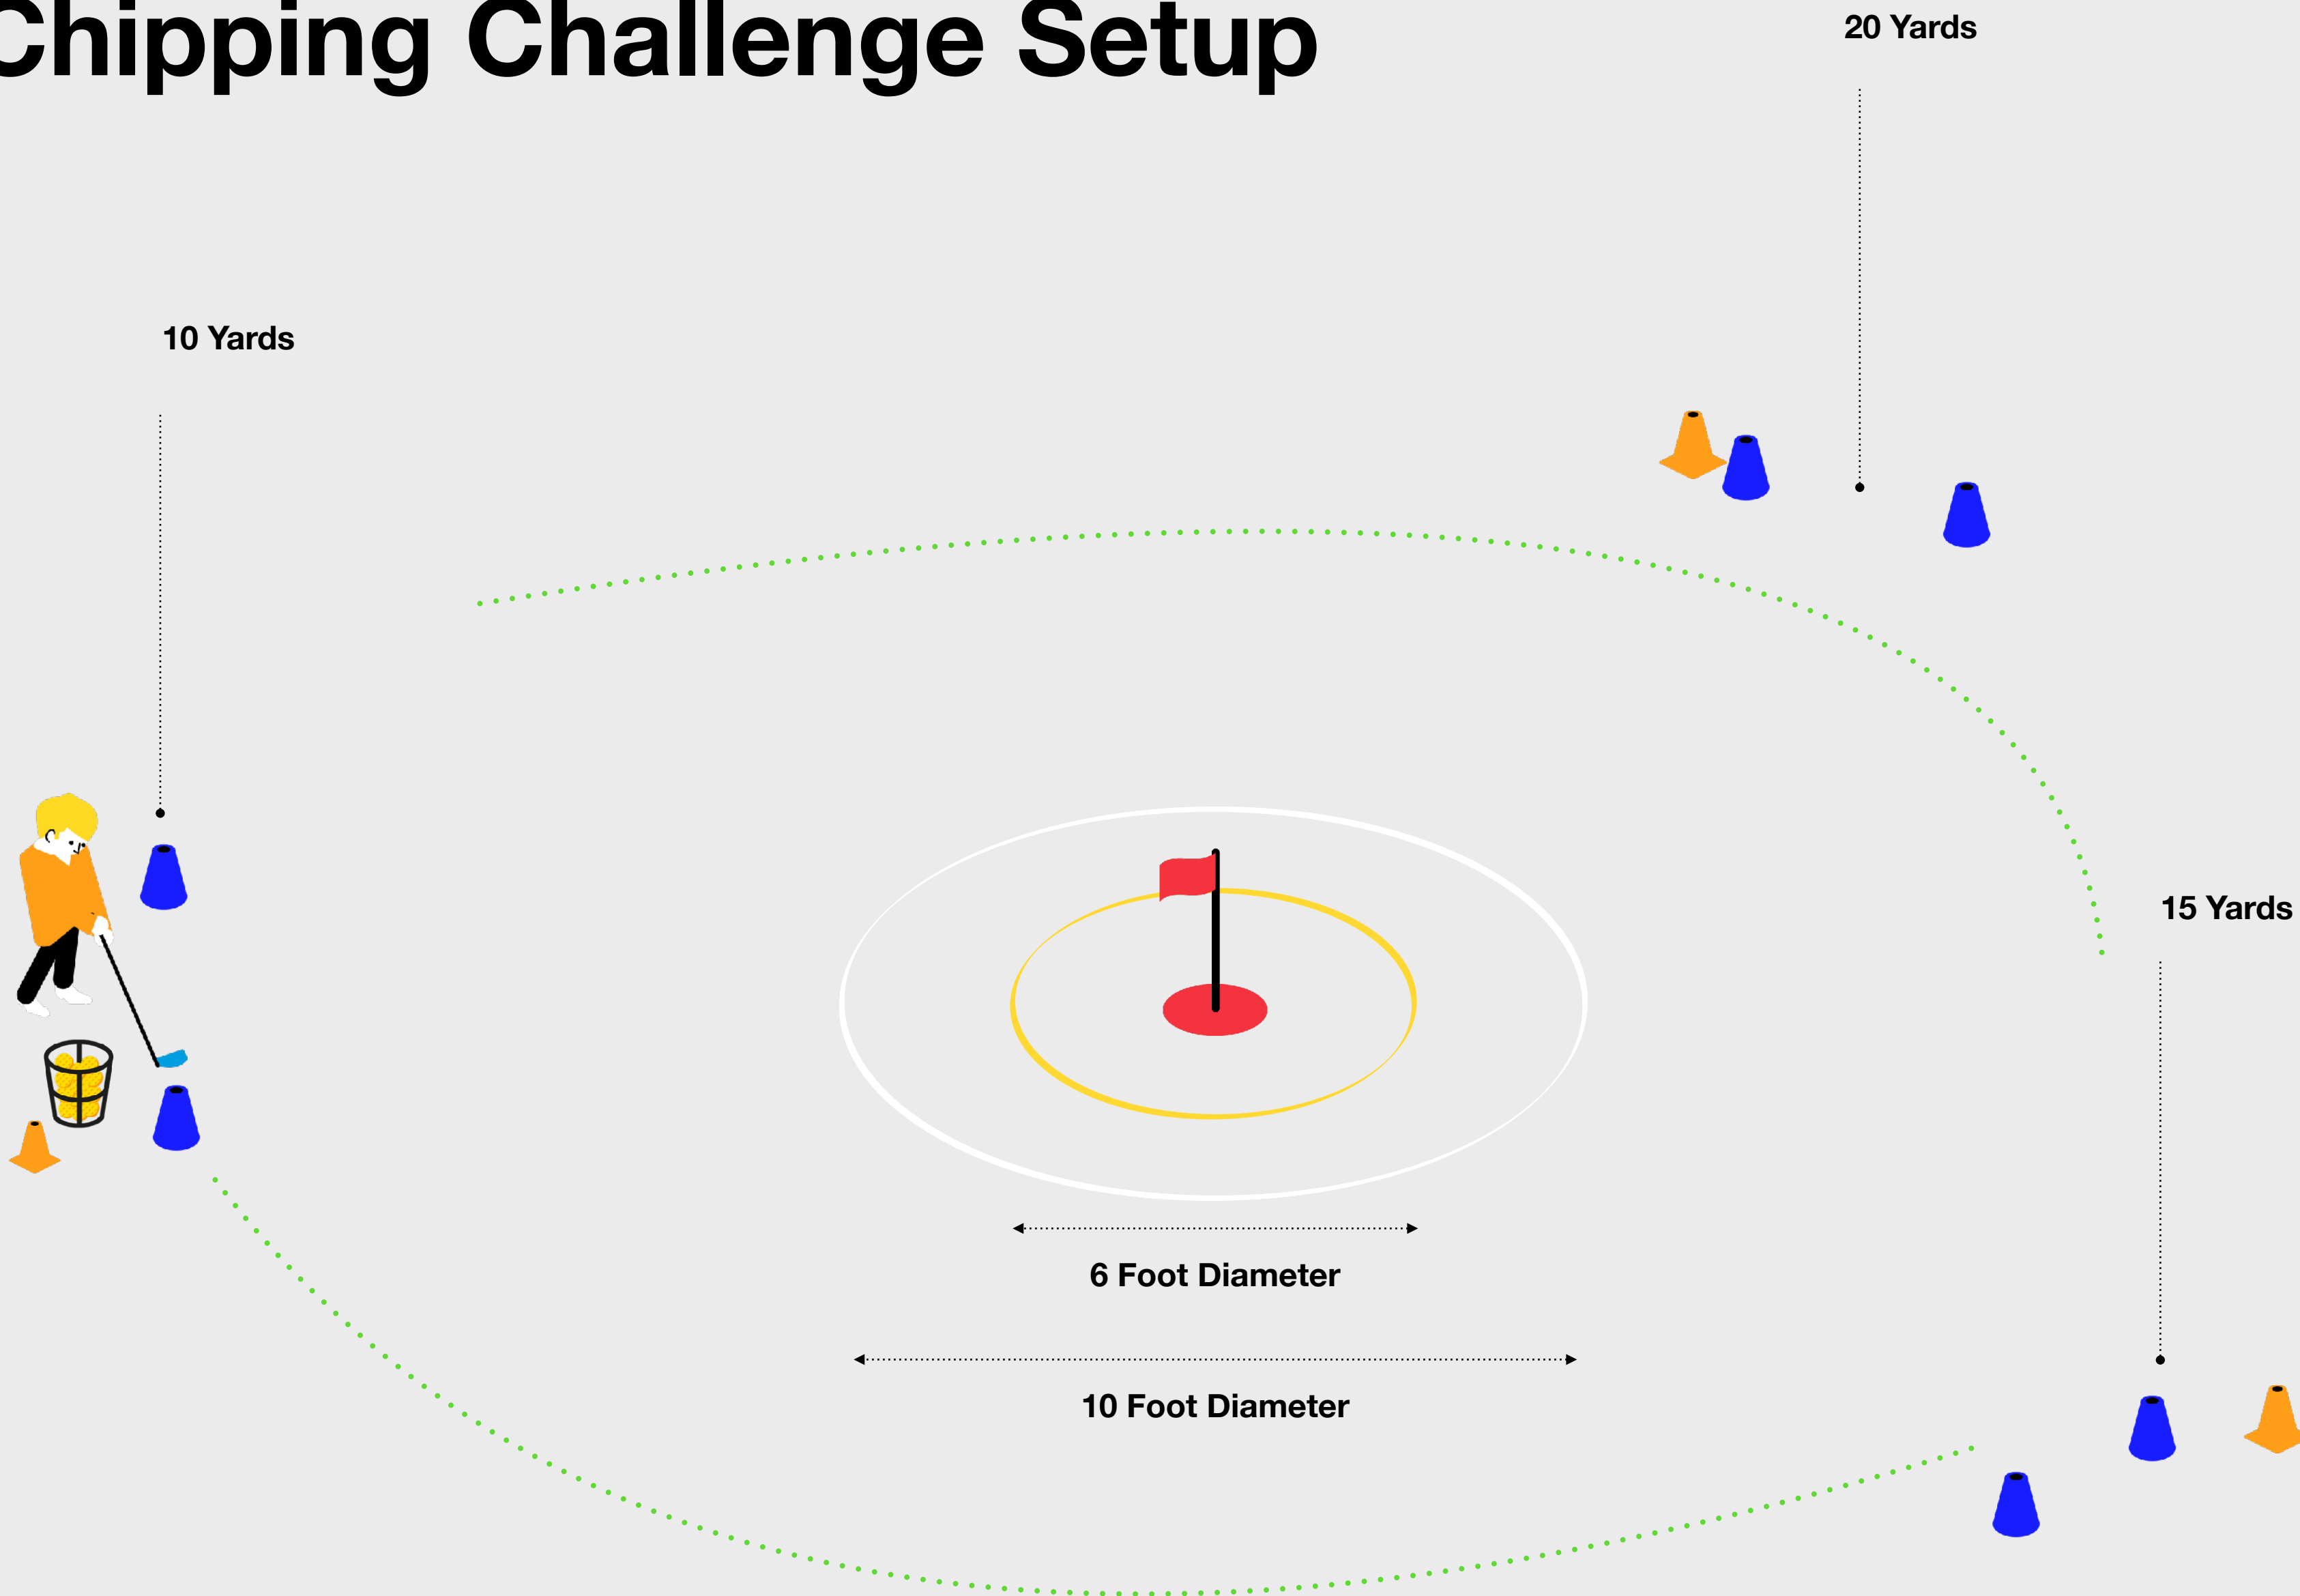 Chipping Challenge Setup
20 Yards
10 Yards
15 Yards
6 Foot Diameter
10 Foot Diameter